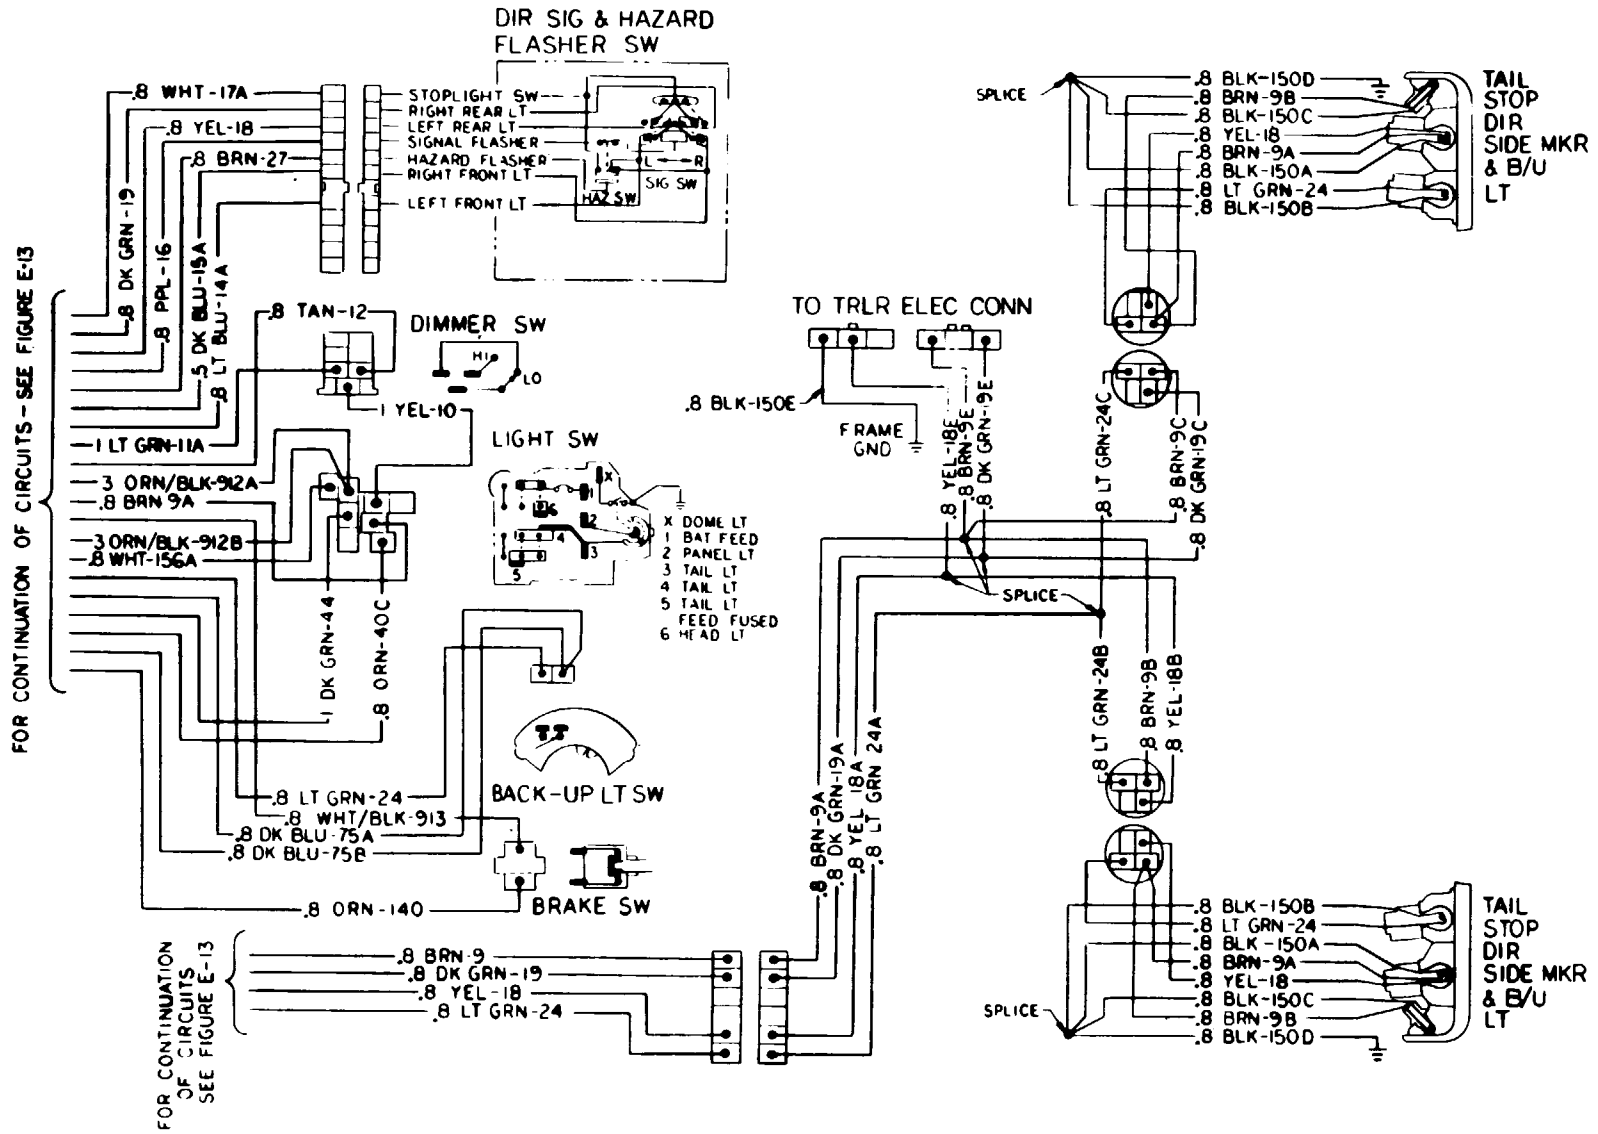 DIR SIG & HAZARD
FLASHER SW
.8 WHT-17A
.8 YEL-18
.8 BRN-27
.8 DK GRN-19
.8 PPL-16
.5 DK BLU-15A
.8 LT BLU-14A
STOPLIGHT SW
RIGHT REAR LT
LEFT REAR LT
SIGNAL FLASHER
HAZARD FLASHER
RIGHT FRONT LT
LEFT FRONT LT
L
R
SIG SW
HAZ SW
FOR CONTINUATION OF CIRCUITS-SEE FIGURE E-13
.8 TAN-12
DIMMER SW
HI
LO
1 YEL-10
1 LT GRN-11A
3 ORN/BLK-912A
.8 BRN 9A
3 ORN/BLK-912B
.8 WHT-156A
1 DK GRN-44
.8 ORN-40C
LIGHT SW
X
1
6
2
4
3
5
X DOME LT
1 BAT FEED
2 PANEL LT
3 TAIL LT
4 TAIL LT
5 TAIL LT
FEED FUSED
6 HEAD LT
BACK-UP LT SW
.8 LT GRN-24
.8 WHT/BLK-913
.8 DK BLU-75A
.8 DK BLU-75B
.8 ORN-140
BRAKE SW
FOR CONTINUATION
OF CIRCUITS
SEE FIGURE E-13
.8 BRN-9
.8 DK GRN-19
.8 YEL-18
.8 LT GRN-24
TO TRLR ELEC CONN
.8 BLK-150E
FRAME
GND
.8 YEL-18E
.8 BRN-9E
.8 DK GRN-19E
.8 LT GRN-24C
.8 BRN-9C
.8 DK GRN-19C
SPLICE
.8 BRN-9A
.8 DK GRN-19A
.8 YEL 18A
.8 LT GRN 24A
.8 LT GRN-24B
.8 BRN-9B
.8 YEL-18B
SPLICE
.8 BLK-150D
.8 BRN-9B
.8 BLK-150C
.8 YEL-18
.8 BRN-9A
.8 BLK-150A
.8 LT GRN-24
.8 BLK-150B
TAIL
STOP
DIR
SIDE MKR
& B/U
LT
.8 BLK-150B
.8 LT GRN-24
.8 BLK-150A
.8 BRN-9A
.8 YEL-18
.8 BLK-150C
.8 BRN-9B
.8 BLK-150D
SPLICE
TAIL
STOP
DIR
SIDE MKR
& B/U
LT